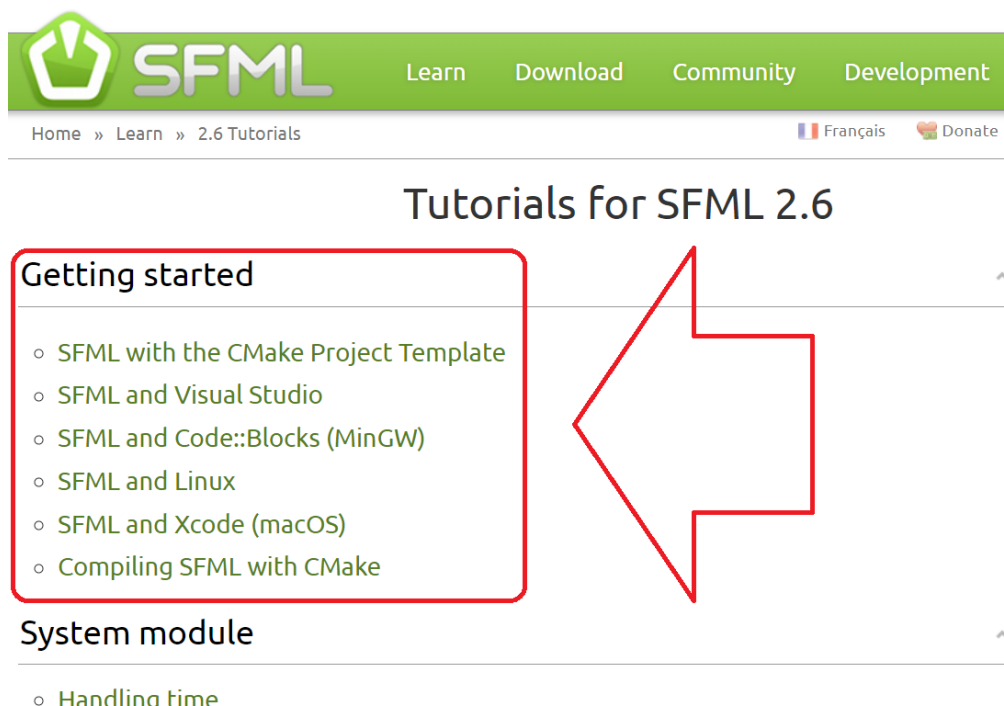 SFML
Learn Download Community Development
Home » Learn » 2.6 Tutorials Français Donate
Tutorials for SFML 2.6
Getting started
SFML with the CMake Project Template
SFML and Visual Studio
SFML and Code::Blocks (MinGW)
SFML and Linux
SFML and Xcode (macOS)
Compiling SFML with CMake
System module
Handling time